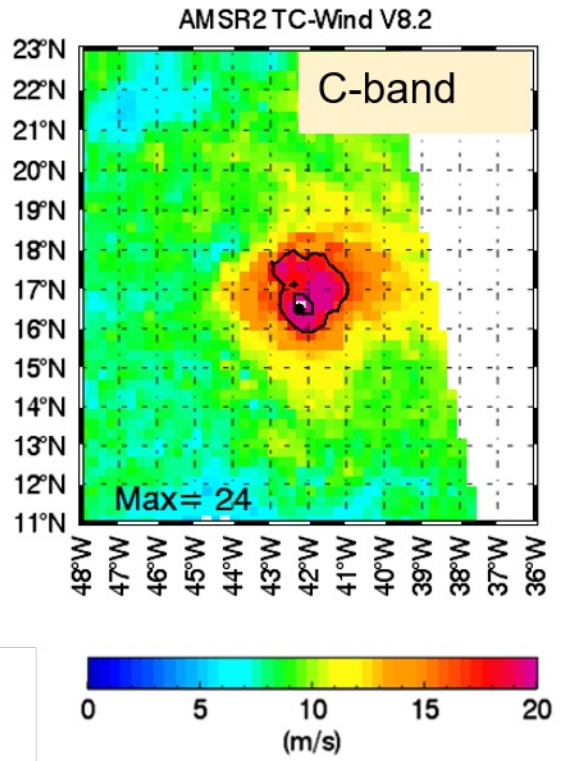 AMSR2 TC-Wind V8.2
C-band
23°N
22°N
21°N
20°N
19°N
18°N
17°N
16°N
15°N
14°N
13°N
12°N
11°N
Max= 24
48°W
47°W
46°W
45°W
44°W
43°W
42°W
41°W
40°W
39°W
38°W
37°W
36°W
0 5 10 15 20
(m/s)